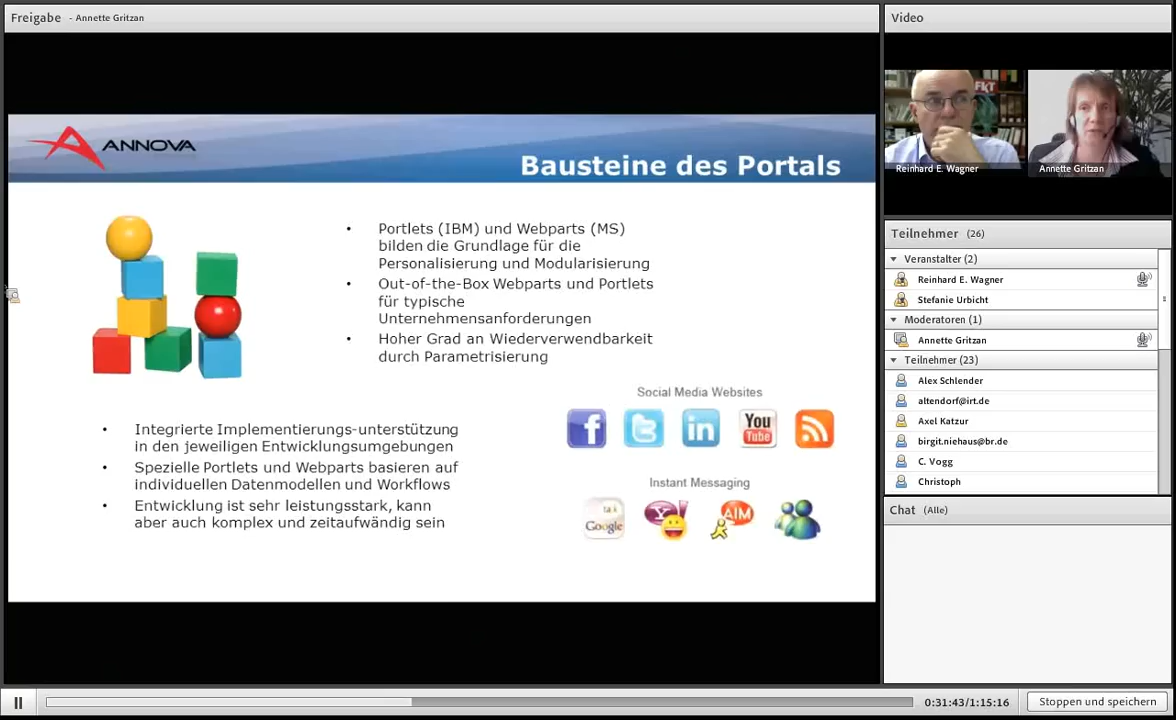 Freigabe - Annette Gritzan
ANNOVA
Bausteine des Portals
• Portlets (IBM) und Webparts (MS)
bilden die Grundlage für die
Personalisierung und Modularisierung
• Out-of-the-Box Webparts und Portlets
für typische
Unternehmensanforderungen
• Hoher Grad an Wiederverwendbarkeit
durch Parametrisierung
Social Media Websites
f
t
in
You
Tube
• Integrierte Implementierungs-unterstützung
in den jeweiligen Entwicklungsumgebungen
• Spezielle Portlets und Webparts basieren auf
individuellen Datenmodellen und Workflows
• Entwicklung ist sehr leistungsstark, kann
aber auch komplex und zeitaufwändig sein
Instant Messaging
talk
Google
Y!
AIM
Video
FKT
Reinhard E. Wagner
Annette Gritzan
Teilnehmer (26)
Veranstalter (2)
Reinhard E. Wagner
Stefanie Urbicht
Moderatoren (1)
Annette Gritzan
Teilnehmer (23)
Alex Schlender
altendorf@irt.de
Axel Katzur
birgit.niehaus@br.de
C. Vogg
Christoph
Chat (Alle)
0:31:43/1:15:16
Stoppen und speichern